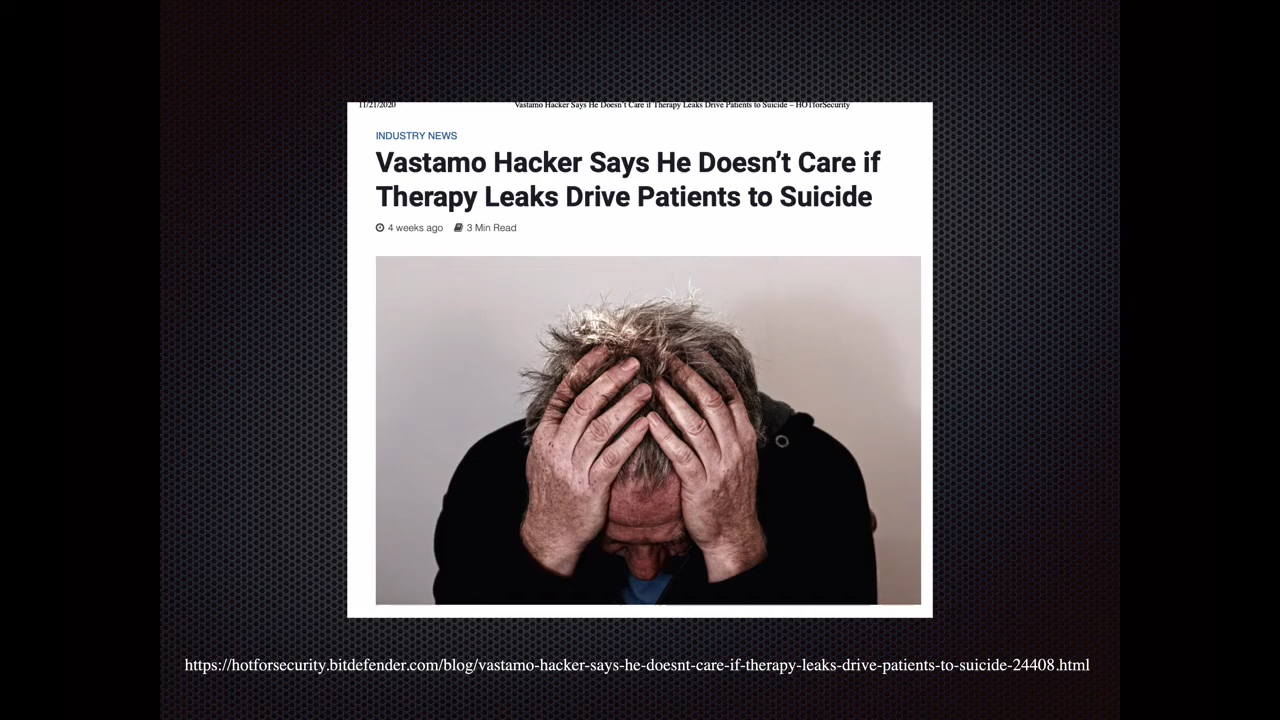 11/21/2020 Vastamo Hacker Says He Doesn't Care if Therapy Leaks Drive Patients to Suicide – HOTforSecurity
INDUSTRY NEWS
Vastamo Hacker Says He Doesn't Care if
Therapy Leaks Drive Patients to Suicide
4 weeks ago 3 Min Read
https://hotforsecurity.bitdefender.com/blog/vastamo-hacker-says-he-doesnt-care-if-therapy-leaks-drive-patients-to-suicide-24408.html